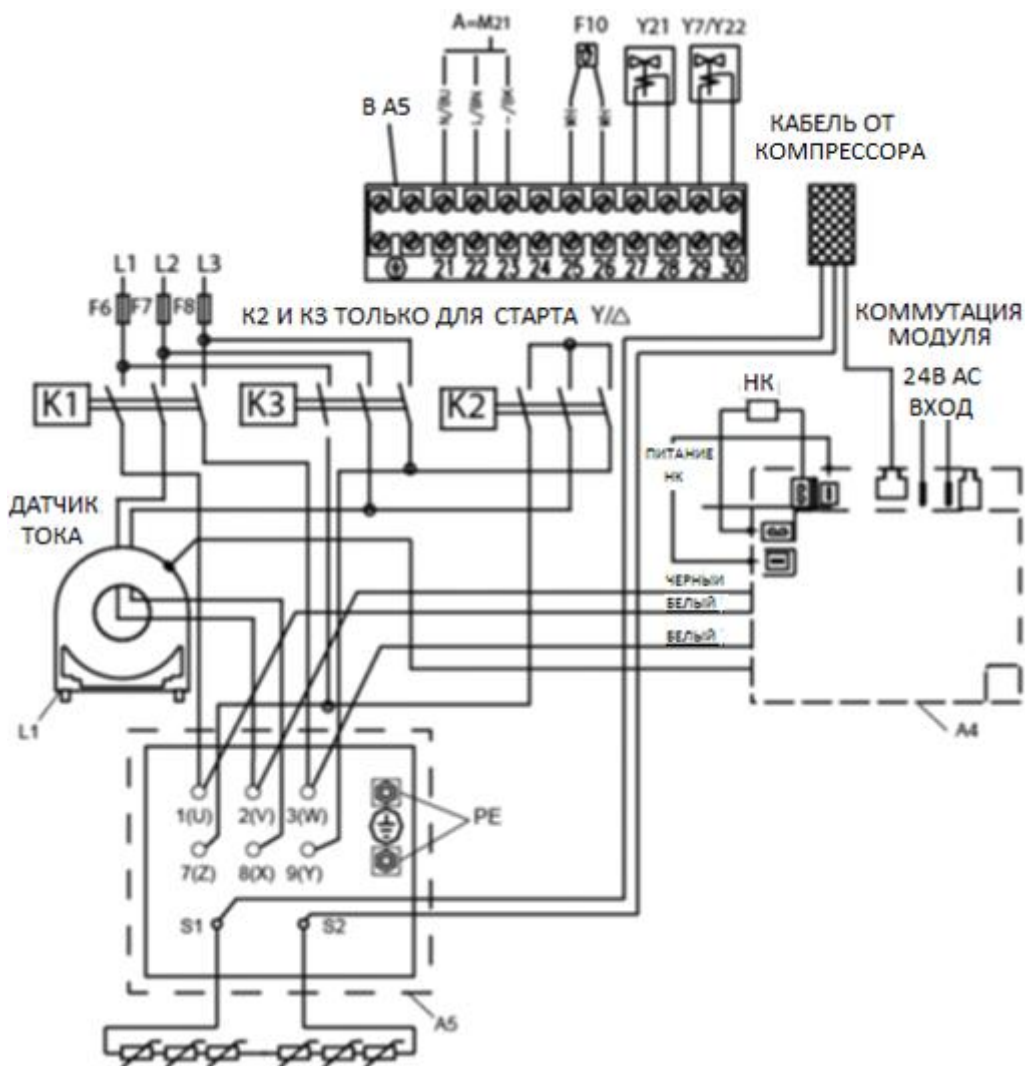 A=M21
F10
Y21
Y7/Y22
В А5
N/BU
L/BN
-/BK
КАБЕЛЬ ОТ
КОМПРЕССОРА
21 22 23 24 25 26 27 28 29 30
L1 L2 L3
F6 F7 F8
К2 И К3 ТОЛЬКО ДЛЯ СТАРТА Y/△
КОММУТАЦИЯ
МОДУЛЯ
24В АС
ВХОД
K1
K3
K2
НК
ПИТАНИЕ
НК
ДАТЧИК
ТОКА
ЧЕРНЫЙ
БЕЛЫЙ
БЕЛЫЙ
L1
A4
1(U) 2(V) 3(W)
PE
7(Z) 8(X) 9(Y)
S1 S2
A5